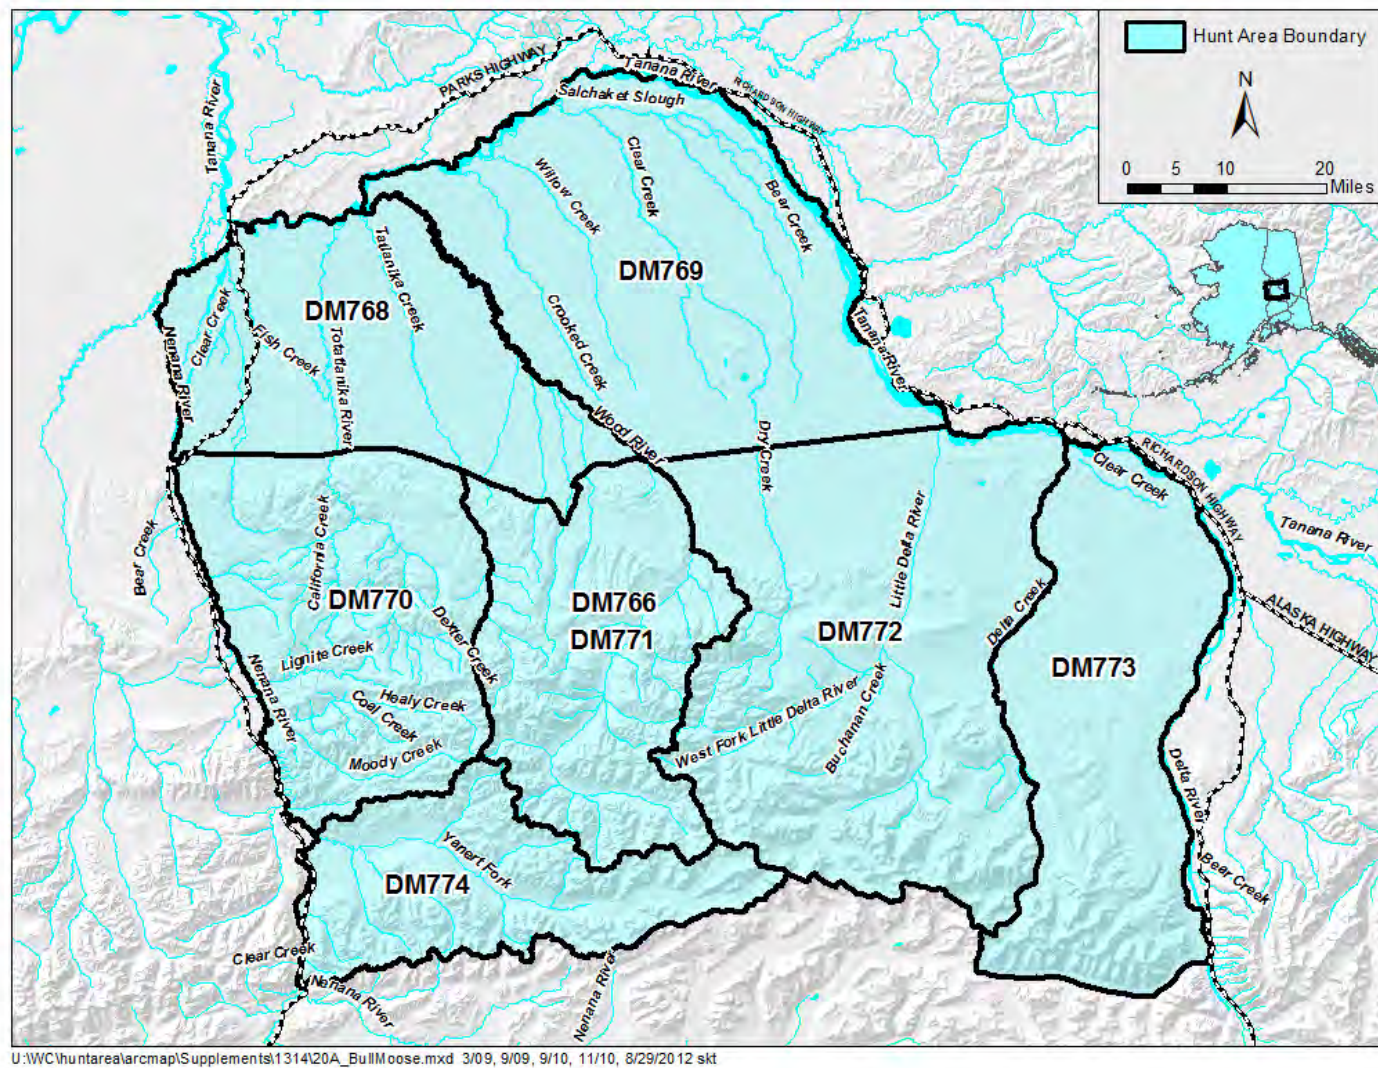 Hunt Area Boundary
N
0 5 10 20
Miles
PARKS HIGHWAY
Tanana River
RICHARDSON HIGHWAY
Tanana River
Salchaket Slough
Clear Creek
Willow Creek
Bear Creek
Tatlanika Creek
DM769
DM768
Clear Creek
Fish Creek
Totatlanika River
Crooked Creek
Nenana River
Tanana River
Wood River
Dry Creek
RICHARDSON HIGHWAY
Clear Creek
Tanana River
Bear Creek
California Creek
Little Delta River
DM770
DM766
DM771
DM772
Delta Creek
ALASKA HIGHWAY
Dexter Creek
Lignite Creek
DM773
Nenana River
Healy Creek
Coal Creek
Moody Creek
West Fork Little Delta River
Buchanan Creek
Delta River
Yanert Fork
DM774
Bear Creek
Clear Creek
Nenana River
Nenana River
U:\WC\huntarea\arcmap\Supplements\1314\20A_BullMoose.mxd 3/09, 9/09, 9/10, 11/10, 8/29/2012 skt